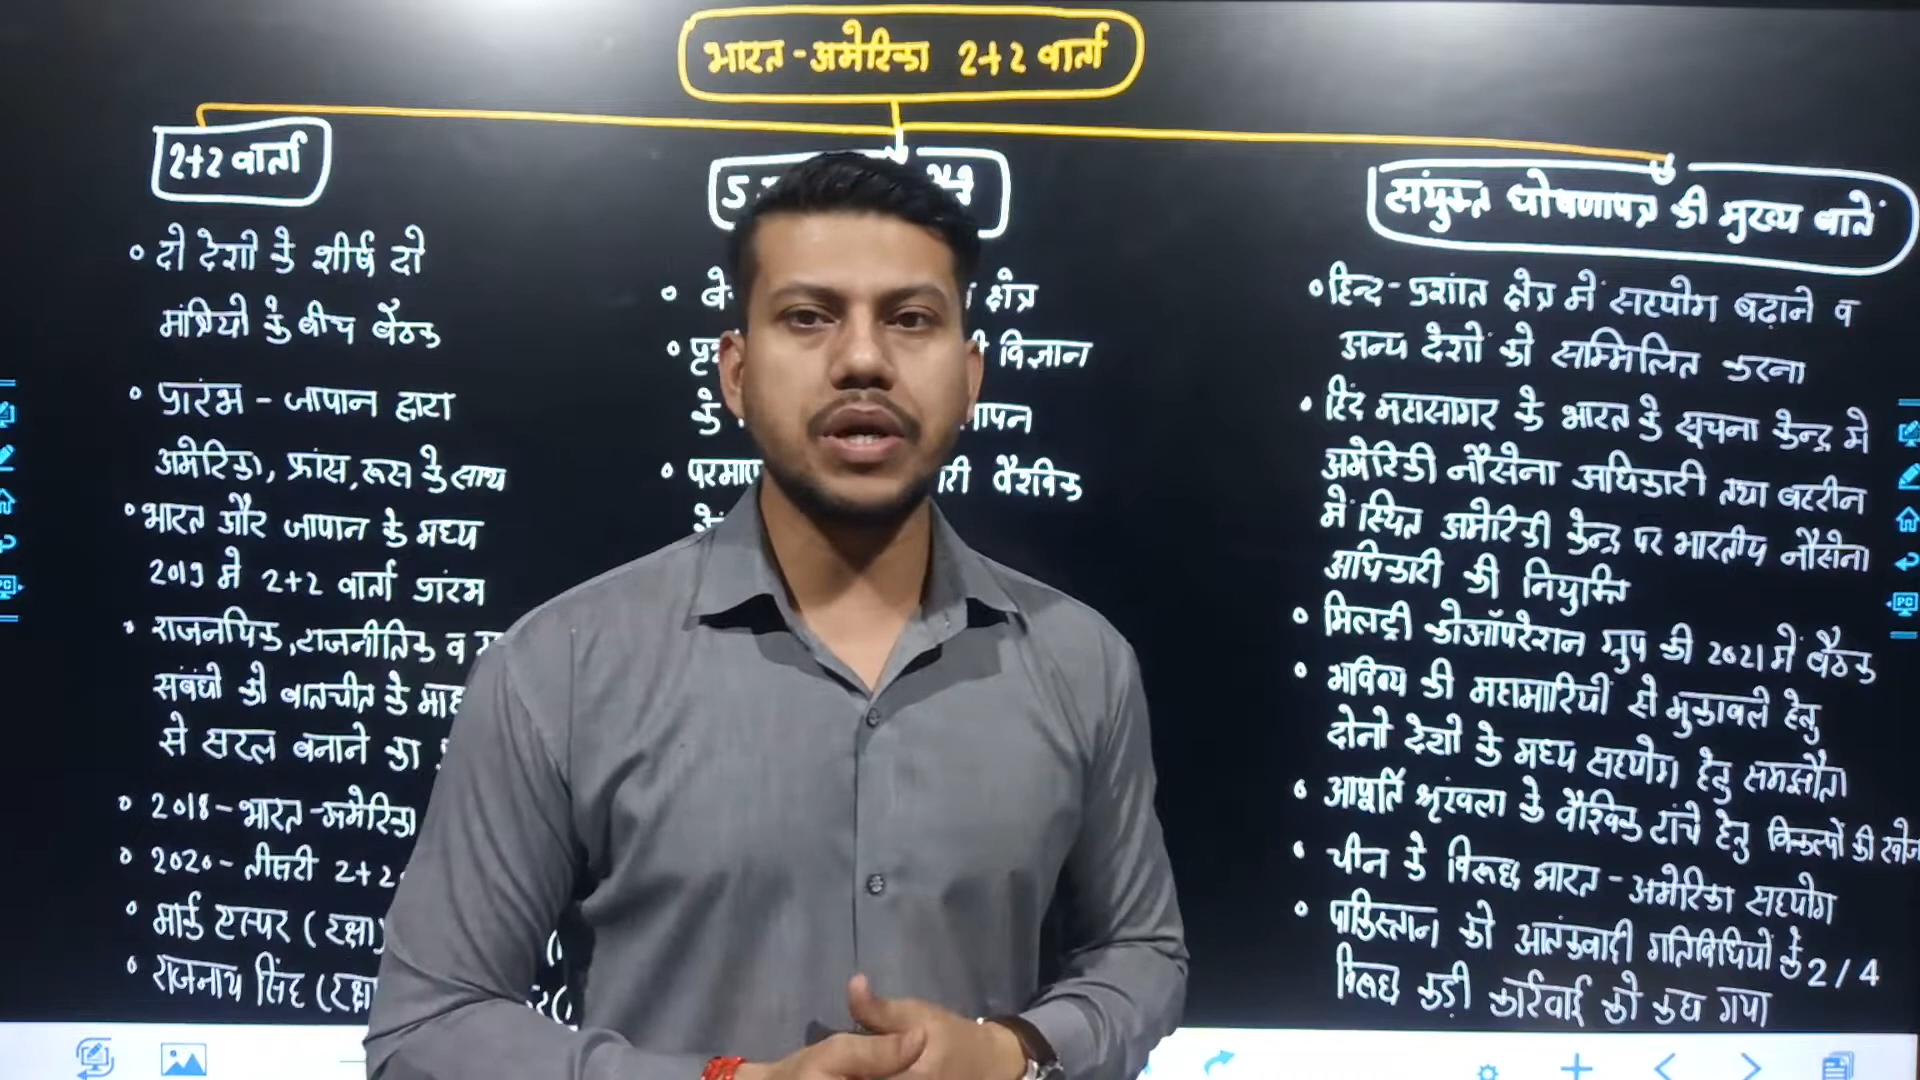 भारत-अमेरिका 2+2 वार्ता
2+2 वार्ता
• दो देशों के शीर्ष दो
मंत्रियों के बीच बैठक
• प्रारंभ - जापान द्वारा
अमेरिका, फ्रांस, रूस के साथ
• भारत और जापान के मध्य
2019 में 2+2 वार्ता प्रारंभ
• राजनयिक, राजनीतिक व
संबंधों को बातचीत के
से सरल बनाने का
• 2018-भारत-अमेरिका
• 2020-तीसरी 2+2
• मार्क एस्पर (रक्षा)
• राजनाथ सिंह (रक्षा
5
• क्षेत्र
• विज्ञान
के
• वैश्विक
संयुक्त घोषणापत्र की मुख्य बातें
• हिन्द-प्रशांत क्षेत्र में सहयोग बढ़ाने व
अन्य देशों को सम्मिलित करना
• हिंद महासागर के भारत के सूचना केन्द्र में
अमेरिकी नौसेना अधिकारी तथा बहरीन
में स्थित अमेरिकी केन्द्र पर भारतीय नौसेना
अधिकारी की नियुक्ति
• मिलट्री कोऑपरेशन ग्रुप की 2021 में बैठक
• भविष्य की महामारियों से मुकाबले हेतु
दोनो देशों के मध्य सहयोग हेतु समझौता
• आपूर्ति श्रृंखला के वैश्विक ढांचे हेतु विकल्पों की खोज
• चीन के विरूद्ध भारत-अमेरिका सहयोग
• पाकिस्तान को आतंकवादी गतिविधियों के
विरूद्ध कड़ी कार्रवाई को कहा गया
2/4